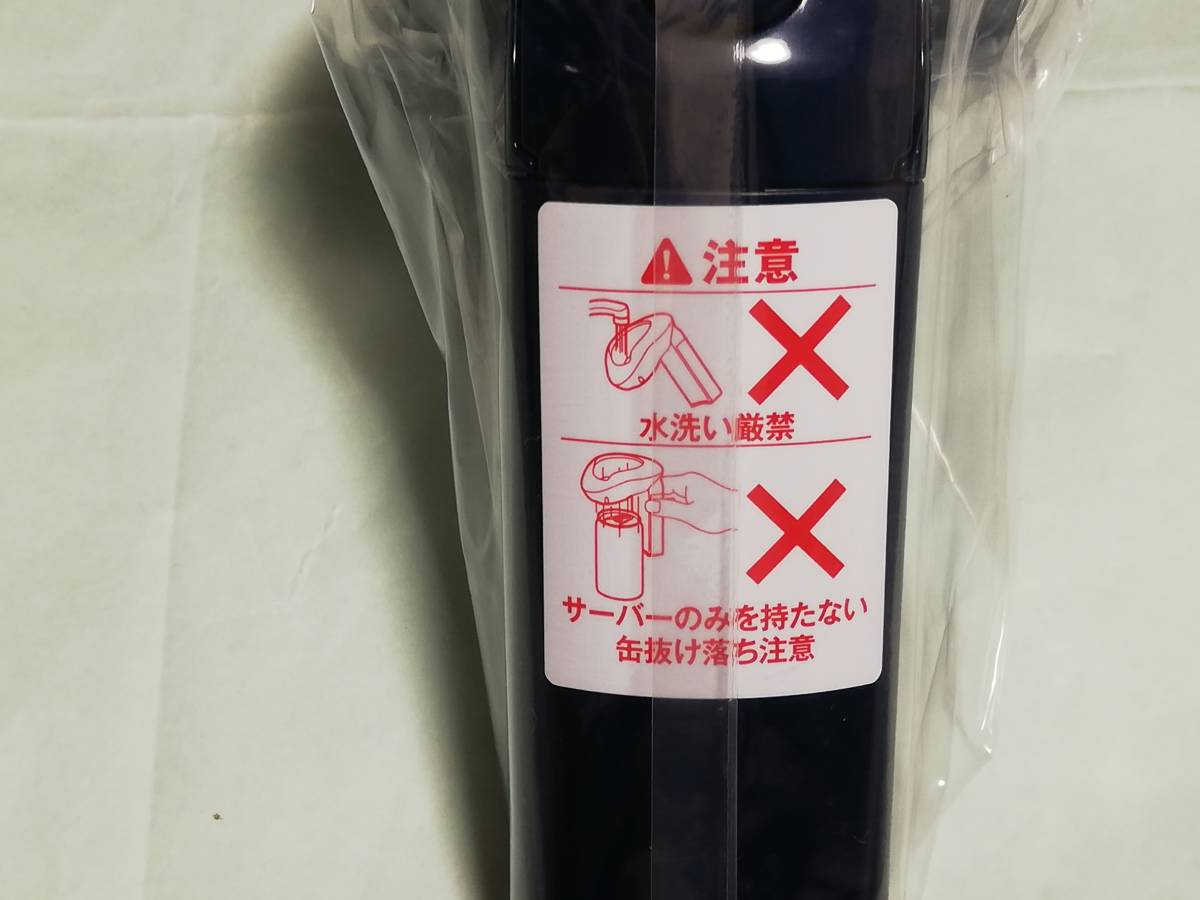 注意
水洗い厳禁
サーバーのみを持たない
缶抜け落ち注意